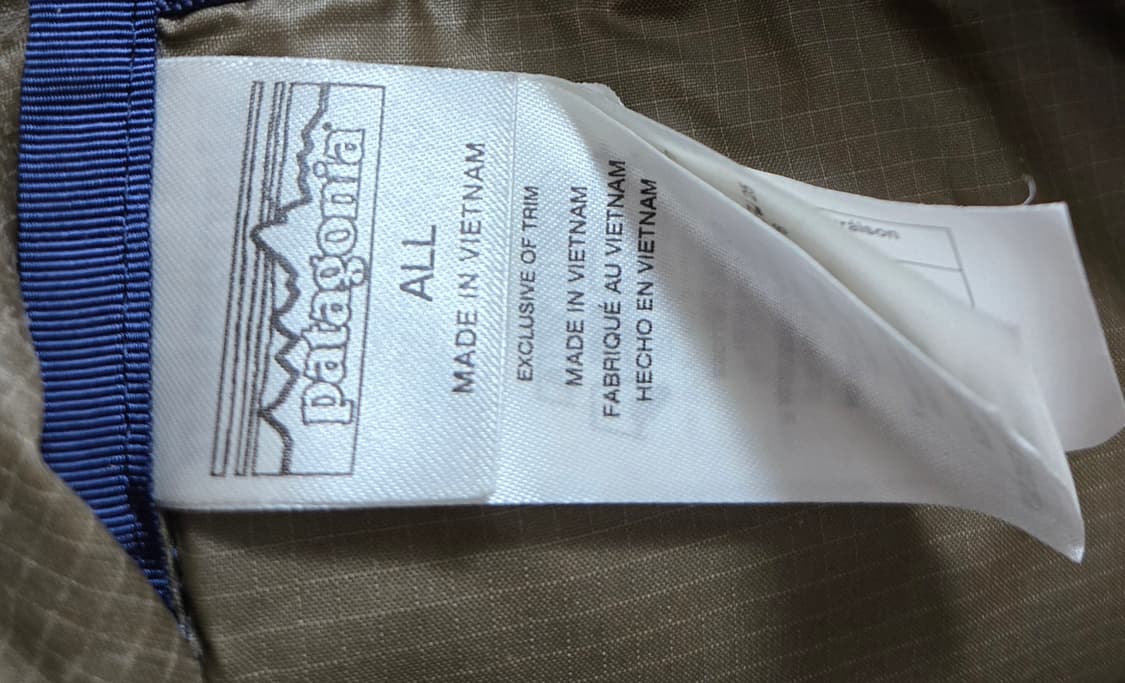 patagonia®
ALL
MADE IN VIETNAM
EXCLUSIVE OF TRIM
MADE IN VIETNAM
FABRIQUÉ AU VIETNAM
HECHO EN VIETNAM